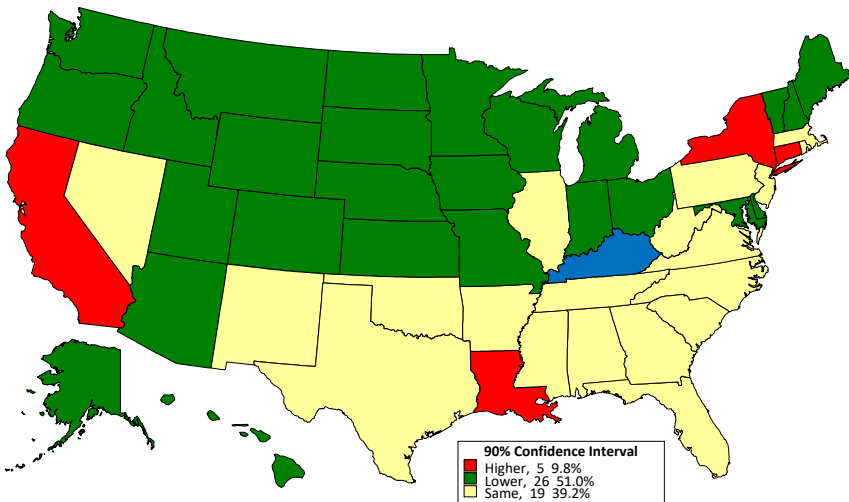 90% Confidence Interval
Higher, 5 9.8%
Lower, 26 51.0%
Same, 19 39.2%